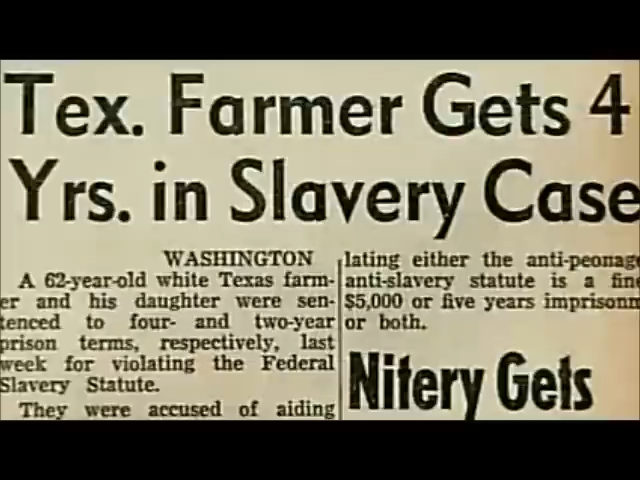 Tex. Farmer Gets 4
Yrs. in Slavery Case
WASHINGTON
A 62-year-old white Texas farm-
er and his daughter were sen-
tenced to four- and two-year
prison terms, respectively, last
week for violating the Federal
Slavery Statute.
They were accused of aiding
lating either the anti-peonage
anti-slavery statute is a fine
$5,000 or five years imprisonm
or both.
Nitery Gets